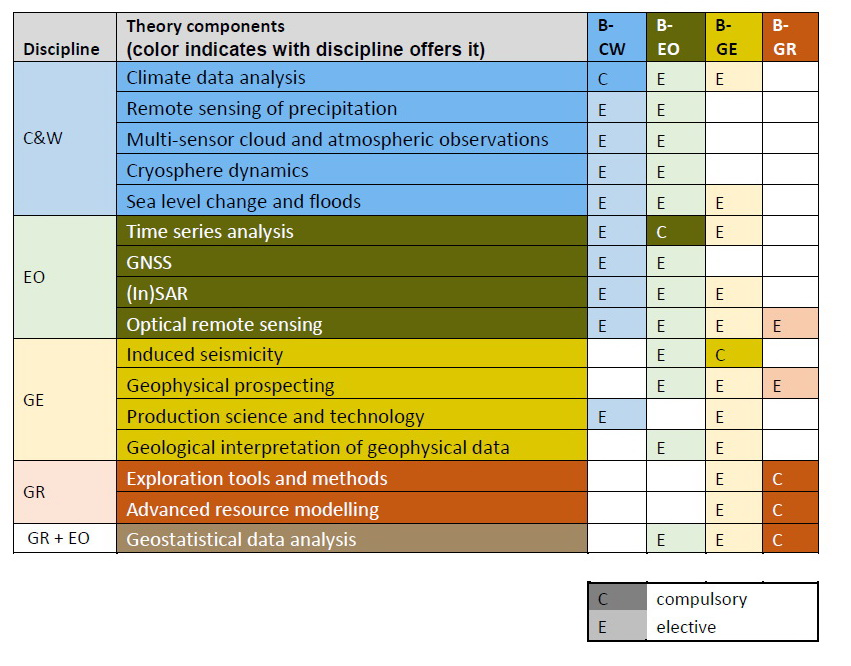 Discipline Theory components (color indicates with discipline offers it) B-CW B-EO B-GE B-GR
C&W
Climate data analysis C E E
Remote sensing of precipitation E E
Multi-sensor cloud and atmospheric observations E E
Cryosphere dynamics E E
Sea level change and floods E E E
EO
Time series analysis E C E
GNSS E E
(In)SAR E E E
Optical remote sensing E E E E
GE
Induced seismicity E C
Geophysical prospecting E E E
Production science and technology E E
Geological interpretation of geophysical data E E
GR
Exploration tools and methods E C
Advanced resource modelling E C
GR + EO Geostatistical data analysis E E C
C compulsory
E elective